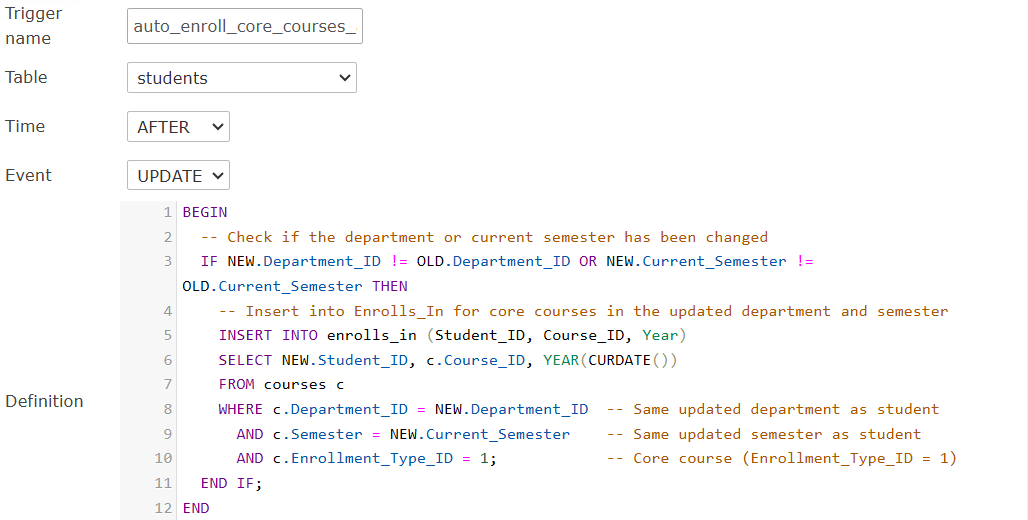 Trigger
name
auto_enroll_core_courses_
Table
students
Time
AFTER
Event
UPDATE
Definition
1 BEGIN
2   -- Check if the department or current semester has been changed
3   IF NEW.Department_ID != OLD.Department_ID OR NEW.Current_Semester !=
OLD.Current_Semester THEN
4     -- Insert into Enrolls_In for core courses in the updated department and semester
5     INSERT INTO enrolls_in (Student_ID, Course_ID, Year)
6     SELECT NEW.Student_ID, c.Course_ID, YEAR(CURDATE())
7     FROM courses c
8     WHERE c.Department_ID = NEW.Department_ID  -- Same updated department as student
9       AND c.Semester = NEW.Current_Semester    -- Same updated semester as student
10       AND c.Enrollment_Type_ID = 1;            -- Core course (Enrollment_Type_ID = 1)
11   END IF;
12 END